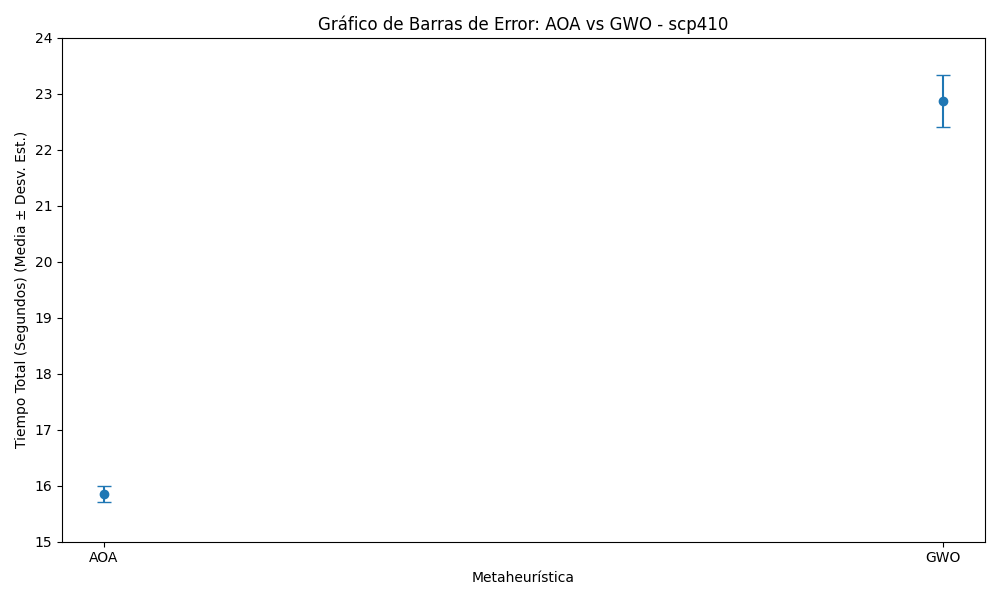 Gráfico de Barras de Error: AOA vs GWO - scp410
Tiempo Total (Segundos) (Media ± Desv. Est.)
24
23
22
21
20
19
18
17
16
15
AOA
GWO
Metaheurística